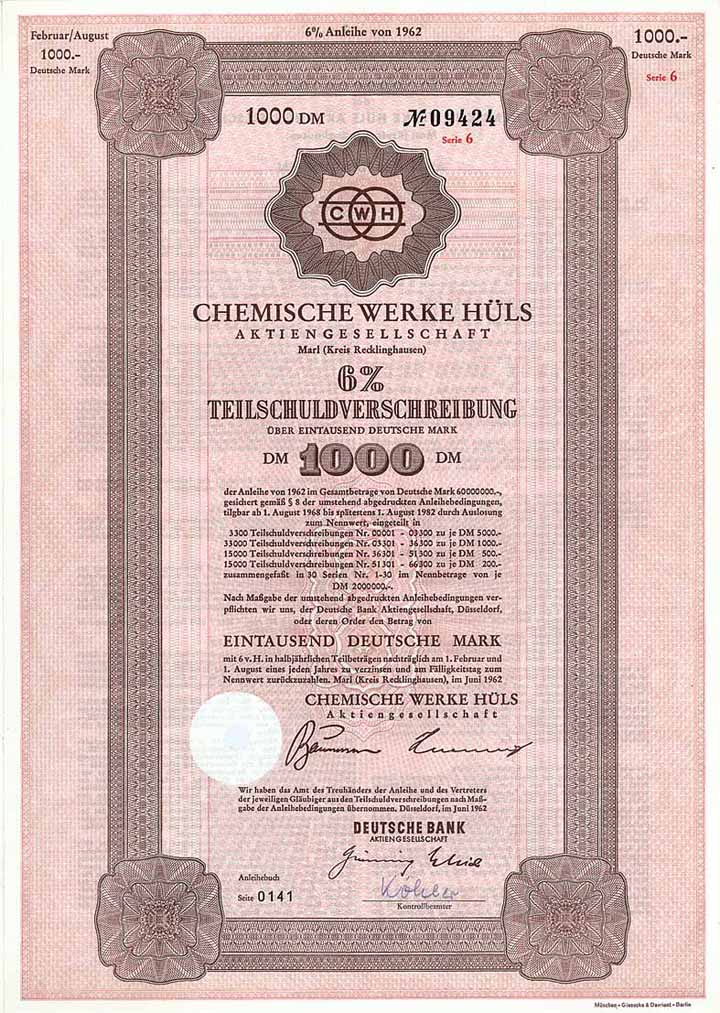 Februar/August
1000.-
Deutsche Mark
6% Anleihe von 1962
1000.-
Deutsche Mark
Serie 6
1000 DM
№ 09424
Serie 6
CWH
CHEMISCHE WERKE HÜLS
AKTIENGESELLSCHAFT
Marl (Kreis Recklinghausen)
6%
TEILSCHULDVERSCHREIBUNG
ÜBER EINTAUSEND DEUTSCHE MARK
DM 1000 DM
der Anleihe von 1962 im Gesamtbetrage von Deutsche Mark 60000000,-,
gesichert gemäß § 8 der umstehend abgedruckten Anleihebedingungen,
tilgbar ab 1. August 1968 bis spätestens 1. August 1982 durch Auslosung
zum Nennwert, eingeteilt in
3300 Teilschuldverschreibungen Nr. 00001 - 03300 zu je DM 5000.-
33000 Teilschuldverschreibungen Nr. 03301 - 36300 zu je DM 1000.-
15000 Teilschuldverschreibungen Nr. 36301 - 51300 zu je DM 500.-
15000 Teilschuldverschreibungen Nr. 51301 - 66300 zu je DM 200.-
zusammengefaßt in 30 Serien Nr. 1-30 im Nennbetrage von je
DM 2000000,-.
Nach Maßgabe der umstehend abgedruckten Anleihebedingungen ver-
pflichten wir uns, der Deutsche Bank Aktiengesellschaft, Düsseldorf,
oder deren Order den Betrag von
EINTAUSEND DEUTSCHE MARK
mit 6 v. H. in halbjährlichen Teilbeträgen nachträglich am 1. Februar und
1. August eines jeden Jahres zu verzinsen und am Fälligkeitstag zum
Nennwert zurückzuzahlen. Marl (Kreis Recklinghausen), im Juni 1962
CHEMISCHE WERKE HÜLS
Aktiengesellschaft
Wir haben das Amt des Treuhänders der Anleihe und des Vertreters
der jeweiligen Gläubiger aus den Teilschuldverschreibungen nach Maß-
gabe der Anleihebedingungen übernommen. Düsseldorf, im Juni 1962
DEUTSCHE BANK
AKTIENGESELLSCHAFT
Anleihebuch
Seite 0141
Köhler
Kontrollbeamter
München - Giesecke & Devrient - Berlin